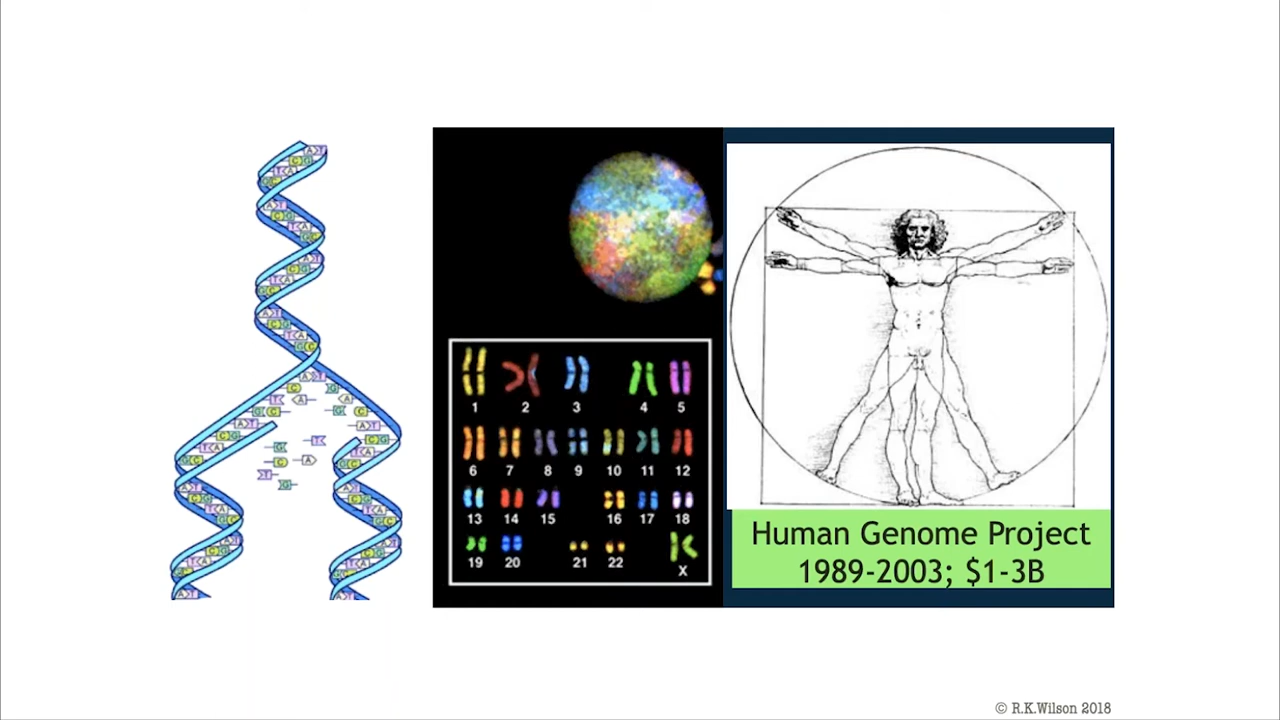 1 2 3 4 5
6 7 8 9 10 11 12
13 14 15 16 17 18
19 20 21 22 X
Human Genome Project
1989-2003; $1-3B
© R.K.Wilson 2018